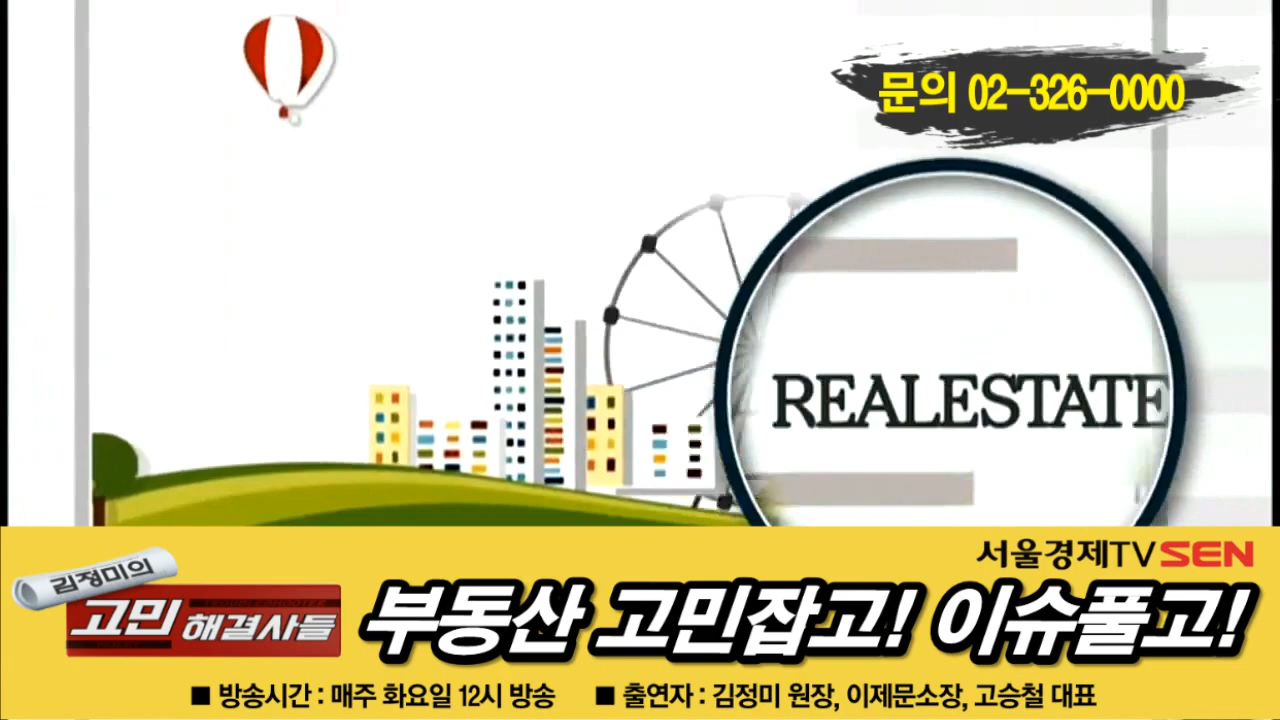 문의 02-326-0000
REALESTATE
서울경제TV SEN
김정미의
고민 해결사들
부동산 고민잡고! 이슈풀고!
■ 방송시간 : 매주 화요일 12시 방송 ■ 출연자 : 김정미 원장, 이제문소장, 고승철 대표